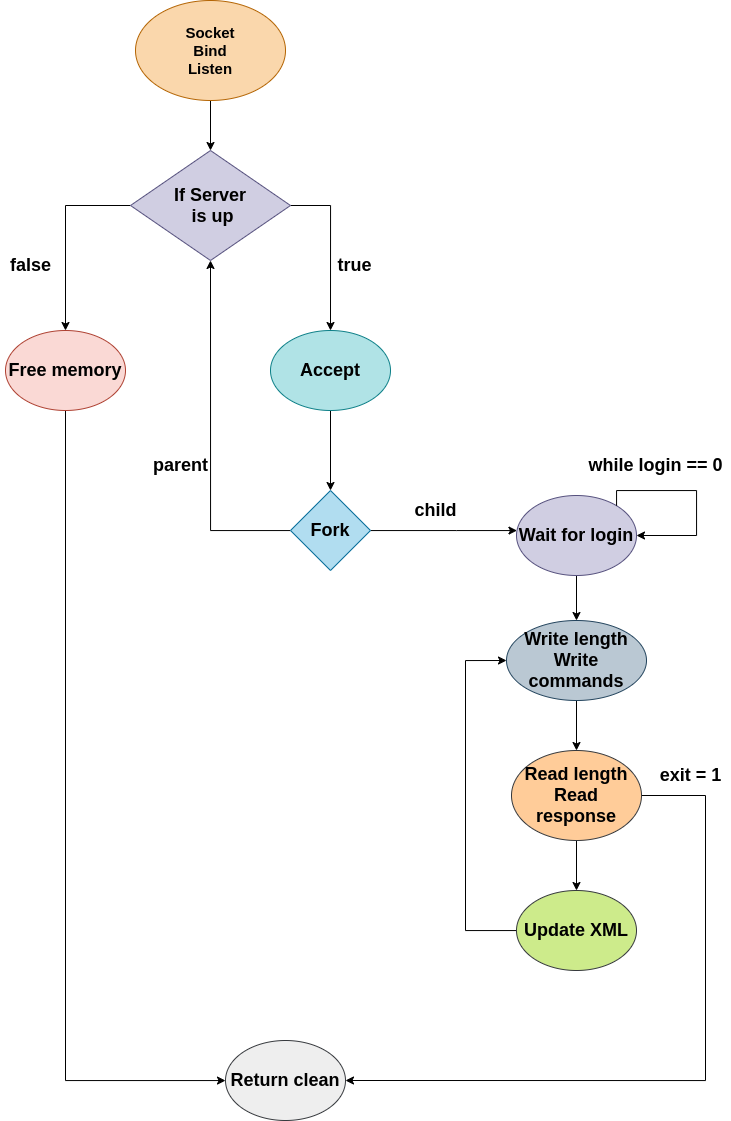 Socket
Bind
Listen
If Server
is up
false
true
Free memory
Accept
parent
while login == 0
child
Fork
Wait for login
Write length
Write
commands
Read length
Read
response
exit = 1
Update XML
Return clean